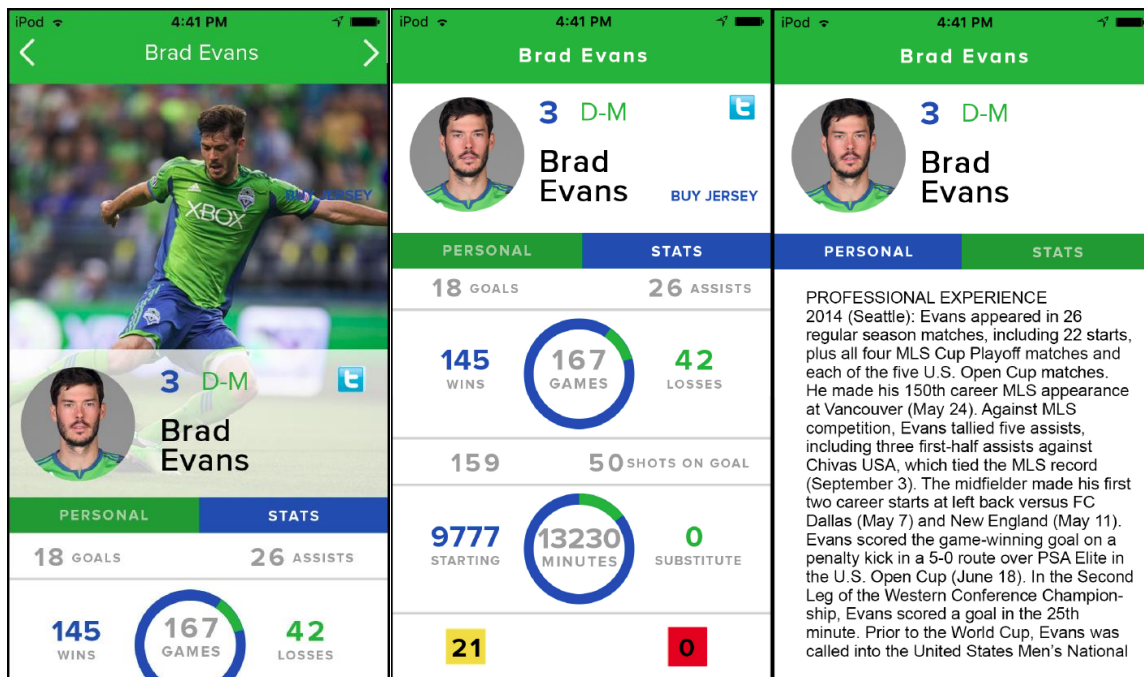 iPod 4:41 PM
Brad Evans
XBOX
BUY JERSEY
3 D-M
Brad
Evans
PERSONAL STATS
18 GOALS 26 ASSISTS
145 167 42
WINS GAMES LOSSES
iPod 4:41 PM
Brad Evans
3 D-M
Brad
Evans
BUY JERSEY
PERSONAL STATS
18 GOALS 26 ASSISTS
145 167 42
WINS GAMES LOSSES
159 50 SHOTS ON GOAL
9777 13230 0
STARTING MINUTES SUBSTITUTE
21 0
iPod 4:41 PM
Brad Evans
3 D-M
Brad
Evans
PERSONAL STATS
PROFESSIONAL EXPERIENCE
2014 (Seattle): Evans appeared in 26
regular season matches, including 22 starts,
plus all four MLS Cup Playoff matches and
each of the five U.S. Open Cup matches.
He made his 150th career MLS appearance
at Vancouver (May 24). Against MLS
competition, Evans tallied five assists,
including three first-half assists against
Chivas USA, which tied the MLS record
(September 3). The midfielder made his first
two career starts at left back versus FC
Dallas (May 7) and New England (May 11).
Evans scored the game-winning goal on a
penalty kick in a 5-0 route over PSA Elite in
the U.S. Open Cup (June 18). In the Second
Leg of the Western Conference Champion-
ship, Evans scored a goal in the 25th
minute. Prior to the World Cup, Evans was
called into the United States Men's National